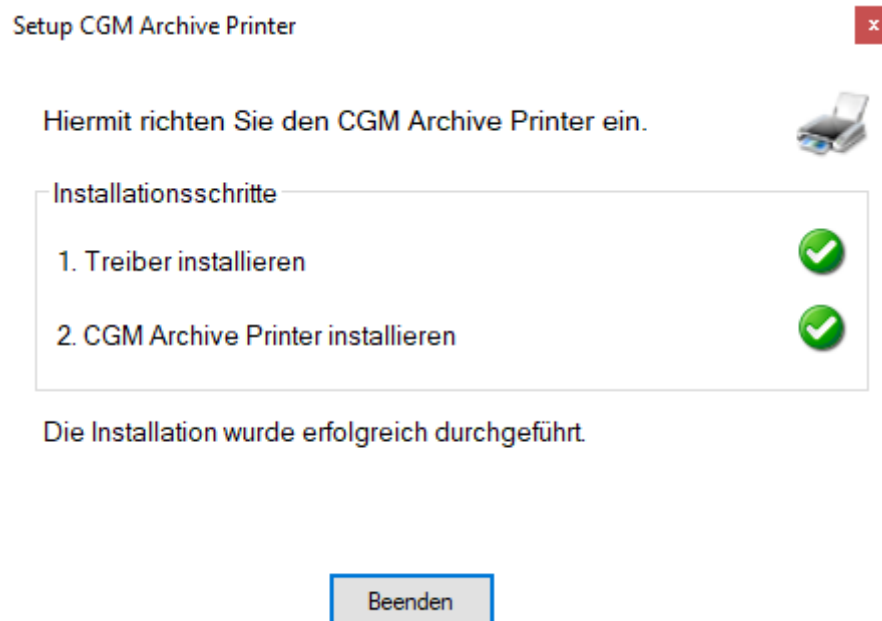 Setup CGM Archive Printer
x
Hiermit richten Sie den CGM Archive Printer ein.
Installationsschritte
1. Treiber installieren
2. CGM Archive Printer installieren
Die Installation wurde erfolgreich durchgeführt.
Beenden